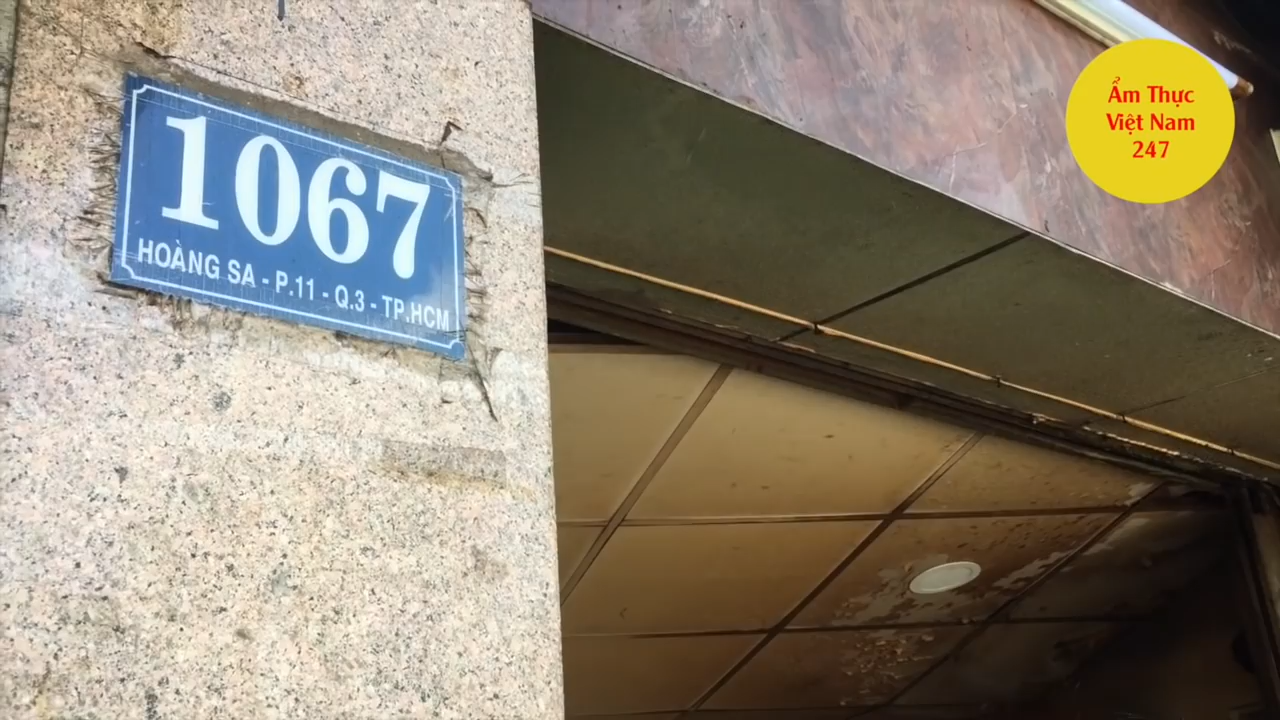 1067
HOÀNG SA - P.11 - Q.3 - TP.HCM
Ẩm Thực
Việt Nam
247